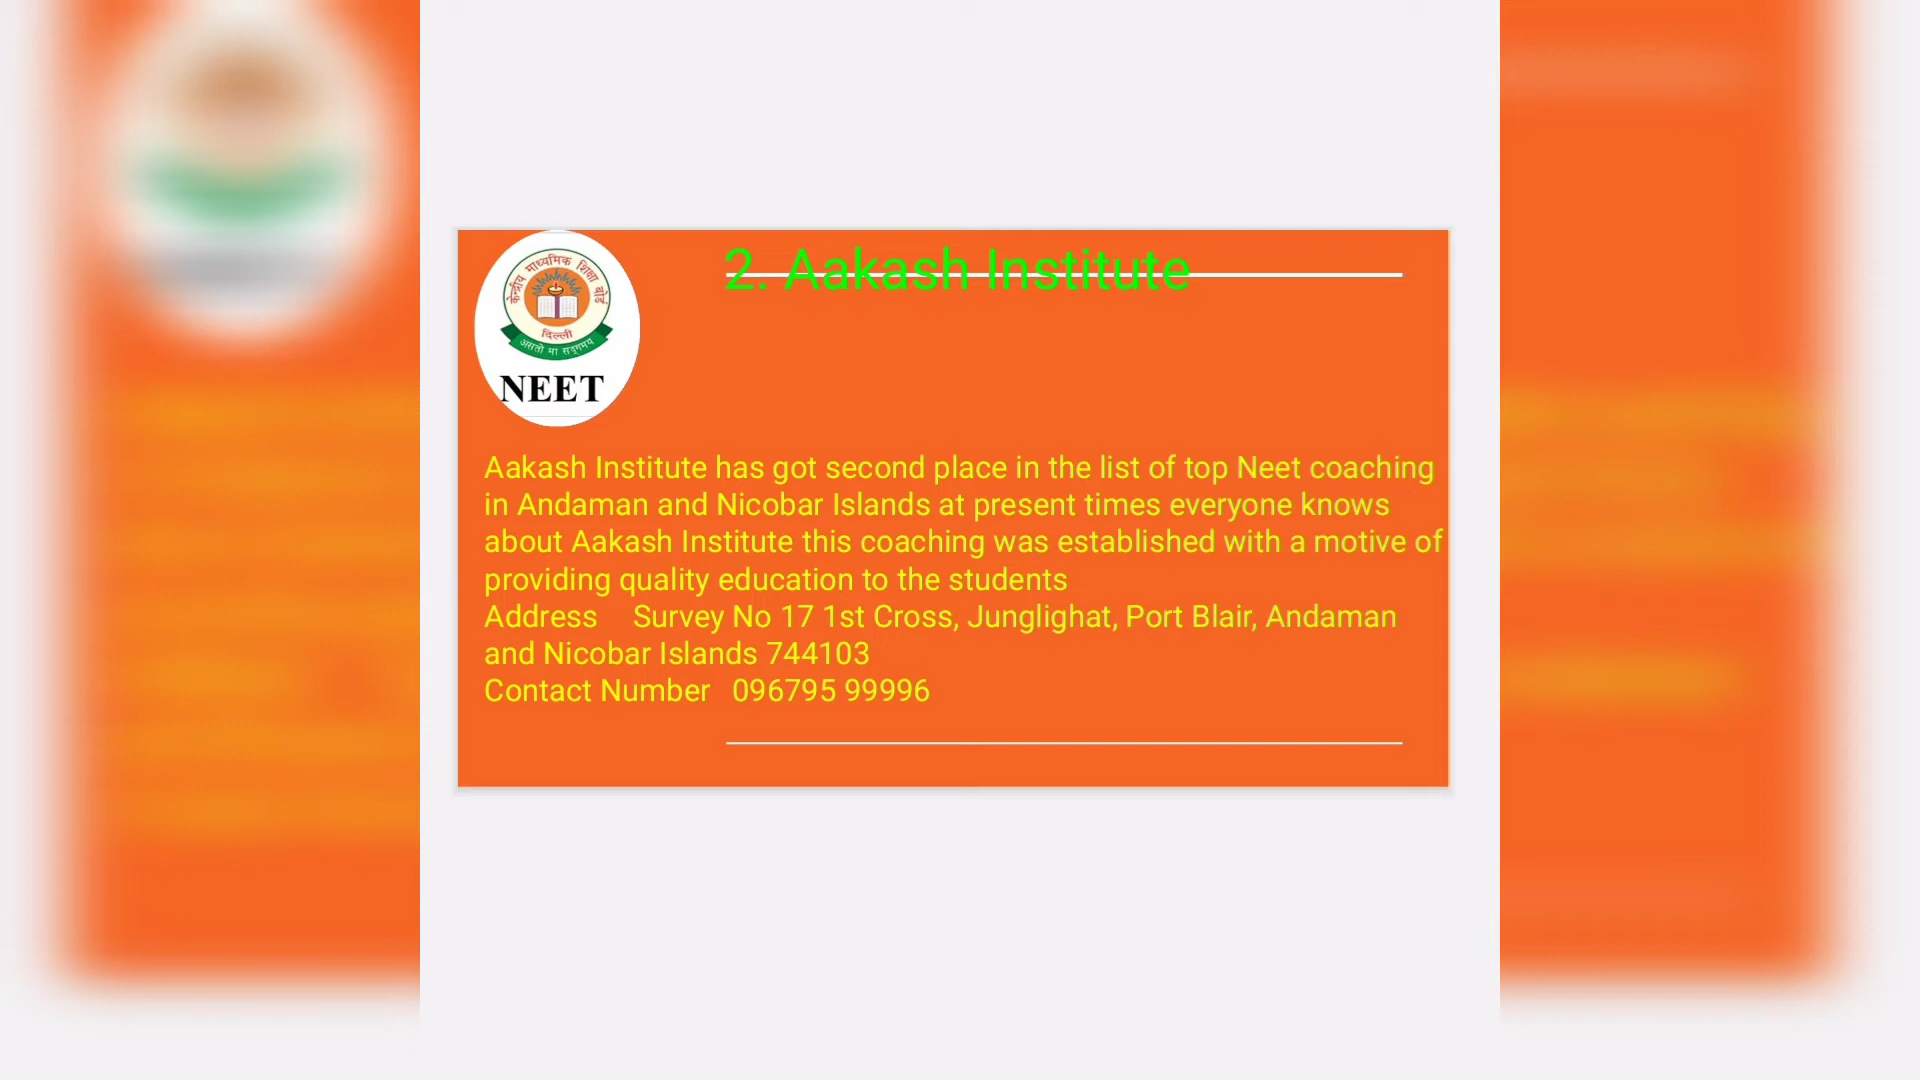 केन्द्रीय माध्यमिक शिक्षा बोर्ड
दिल्ली
असतो मा सद्गमय
NEET
2. Aakash Institute
Aakash Institute has got second place in the list of top Neet coaching
in Andaman and Nicobar Islands at present times everyone knows
about Aakash Institute this coaching was established with a motive of
providing quality education to the students
Address Survey No 17 1st Cross, Junglighat, Port Blair, Andaman
and Nicobar Islands 744103
Contact Number 096795 99996